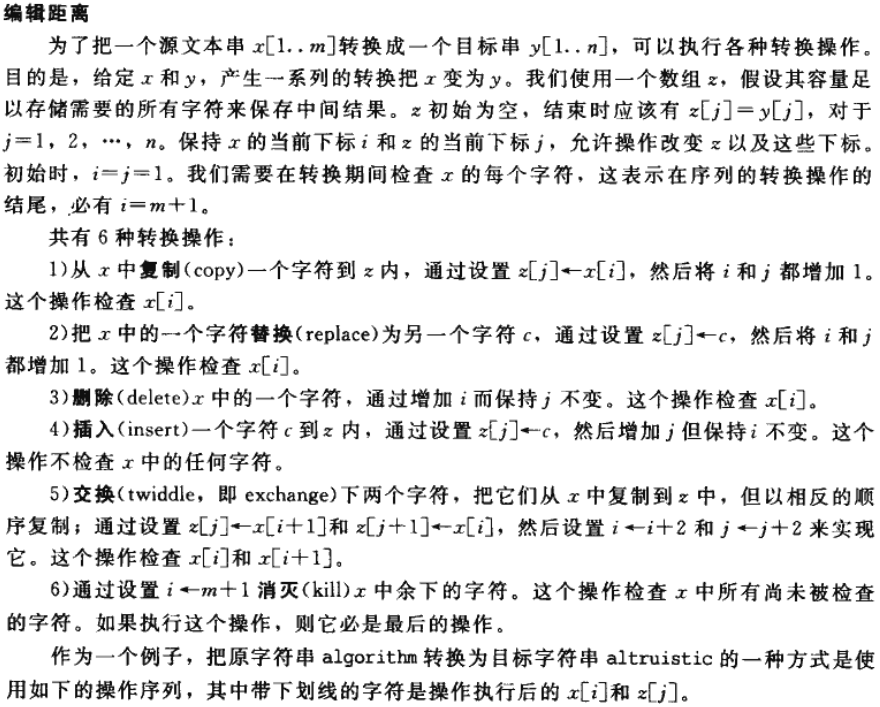 编辑距离
为了把一个源文本串 x[1..m]转换成一个目标串 y[1..n]，可以执行各种转换操作。
目的是，给定 x 和 y，产生一系列的转换把 x 变为 y。我们使用一个数组 z，假设其容量足
以存储需要的所有字符来保存中间结果。z 初始为空，结束时应该有 z[j]=y[j]，对于
j=1，2，…，n。保持 x 的当前下标 i 和 z 的当前下标 j，允许操作改变 z 以及这些下标。
初始时，i=j=1。我们需要在转换期间检查 x 的每个字符，这表示在序列的转换操作的
结尾，必有 i=m+1。
共有 6 种转换操作：
1)从 x 中复制(copy)一个字符到 z 内，通过设置 z[j]←x[i]，然后将 i 和 j 都增加 1。
这个操作检查 x[i]。
2)把 x 中的一个字符替换(replace)为另一个字符 c，通过设置 z[j]←c，然后将 i 和 j
都增加 1。这个操作检查 x[i]。
3)删除(delete)x 中的一个字符，通过增加 i 而保持 j 不变。这个操作检查 x[i]。
4)插入(insert)一个字符 c 到 z 内，通过设置 z[j]←c，然后增加 j 但保持 i 不变。这个
操作不检查 x 中的任何字符。
5)交换(twiddle，即 exchange)下两个字符，把它们从 x 中复制到 z 中，但以相反的顺
序复制；通过设置 z[j]←x[i+1]和 z[j+1]←x[i]，然后设置 i←i+2 和 j←j+2 来实现
它。这个操作检查 x[i]和 x[i+1]。
6)通过设置 i←m+1 消灭(kill)x 中余下的字符。这个操作检查 x 中所有尚未被检查
的字符。如果执行这个操作，则它必是最后的操作。
作为一个例子，把原字符串 algorithm 转换为目标字符串 altruistic 的一种方式是使
用如下的操作序列，其中带下划线的字符是操作执行后的 x[i]和 z[j]。